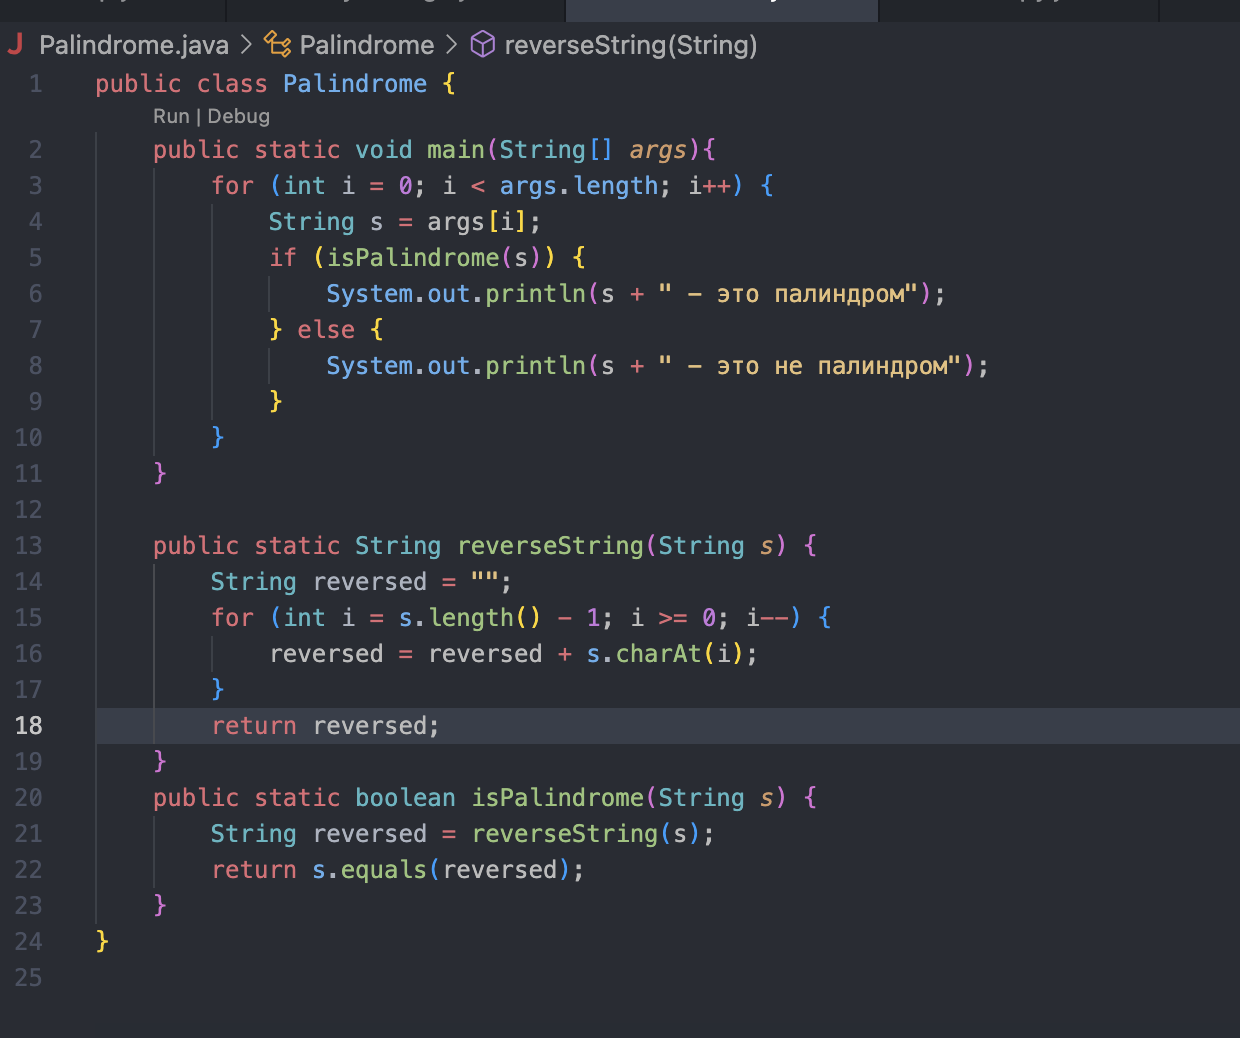 Palindrome.java > Palindrome > reverseString(String)
1 public class Palindrome {
Run | Debug
2 public static void main(String[] args){
3 for (int i = 0; i < args.length; i++) {
4 String s = args[i];
5 if (isPalindrome(s)) {
6 System.out.println(s + " - это палиндром");
7 } else {
8 System.out.println(s + " - это не палиндром");
9 }
10 }
11 }
12
13 public static String reverseString(String s) {
14 String reversed = "";
15 for (int i = s.length() - 1; i >= 0; i--) {
16 reversed = reversed + s.charAt(i);
17 }
18 return reversed;
19 }
20 public static boolean isPalindrome(String s) {
21 String reversed = reverseString(s);
22 return s.equals(reversed);
23 }
24 }
25